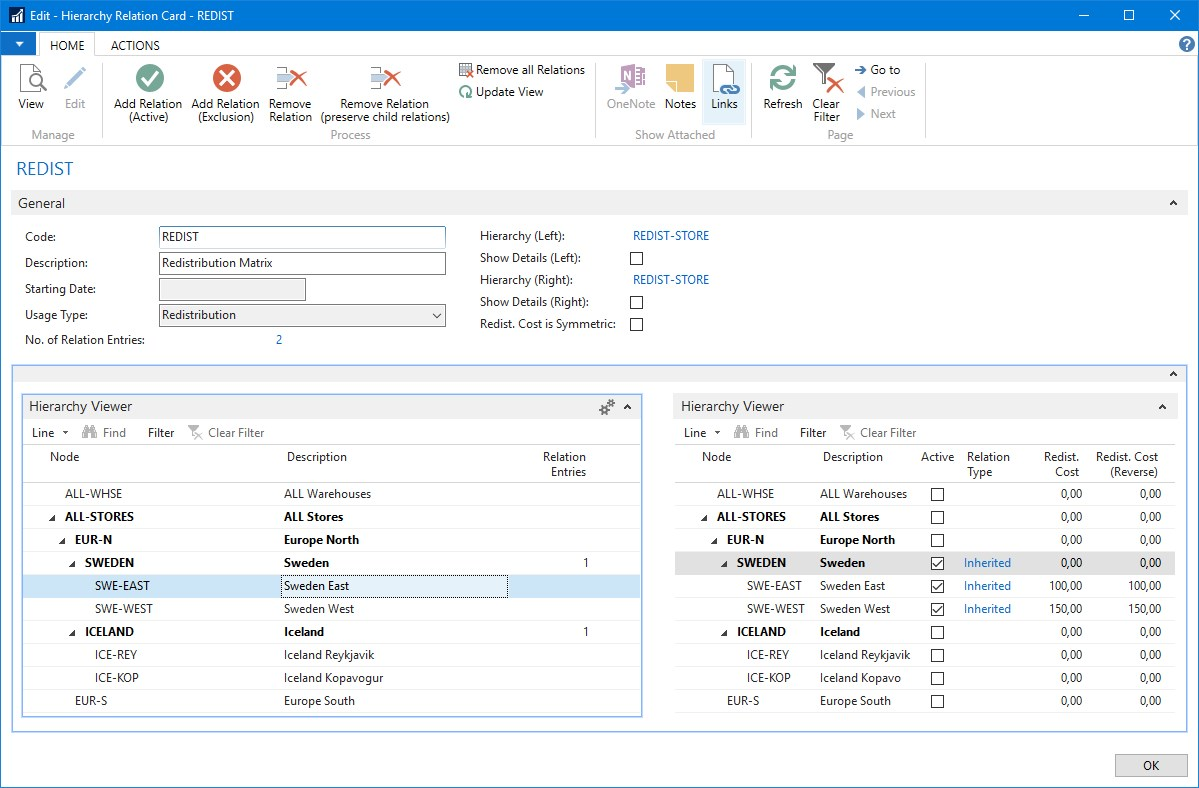 Edit - Hierarchy Relation Card - REDIST
HOME ACTIONS
View
Edit
Manage
Add Relation (Active)
Add Relation (Exclusion)
Remove Relation
Remove Relation (preserve child relations)
Remove all Relations
Update View
Process
OneNote
Notes
Links
Show Attached
Refresh
Clear Filter
Go to
Previous
Next
Page
REDIST
General
Code: REDIST
Description: Redistribution Matrix
Starting Date:
Usage Type: Redistribution
No. of Relation Entries: 2
Hierarchy (Left): REDIST-STORE
Show Details (Left):
Hierarchy (Right): REDIST-STORE
Show Details (Right):
Redist. Cost is Symmetric:
Hierarchy Viewer
Line Find Filter Clear Filter
Node Description Relation Entries
ALL-WHSE ALL Warehouses
ALL-STORES ALL Stores
EUR-N Europe North
SWEDEN Sweden 1
SWE-EAST Sweden East
SWE-WEST Sweden West
ICELAND Iceland 1
ICE-REY Iceland Reykjavik
ICE-KOP Iceland Kopavogur
EUR-S Europe South
Hierarchy Viewer
Line Find Filter Clear Filter
Node Description Active Relation Type Redist. Cost Redist. Cost (Reverse)
ALL-WHSE ALL Warehouses 0,00 0,00
ALL-STORES ALL Stores 0,00 0,00
EUR-N Europe North 0,00 0,00
SWEDEN Sweden Inherited 0,00 0,00
SWE-EAST Sweden East Inherited 100,00 100,00
SWE-WEST Sweden West Inherited 150,00 150,00
ICELAND Iceland 0,00 0,00
ICE-REY Iceland Reykjavik 0,00 0,00
ICE-KOP Iceland Kopavo 0,00 0,00
EUR-S Europe South 0,00 0,00
OK